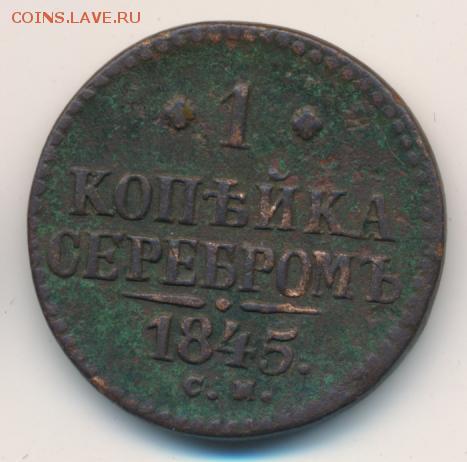 COINS.LAVE.RU
1
КОПѢЙКА
СЕРЕБРОМЪ
1845.
С. М.